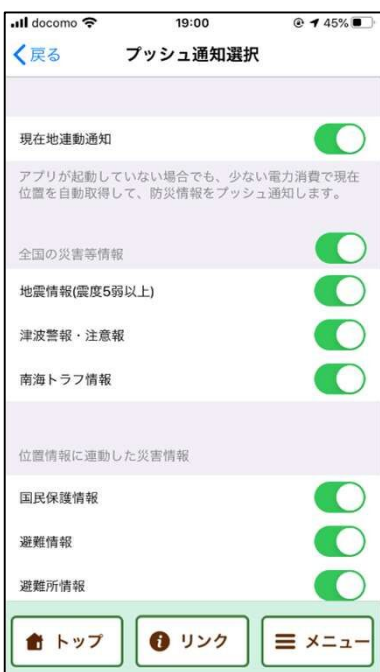 docomo 19:00 45%
戻る プッシュ通知選択
現在地連動通知
アプリが起動していない場合でも、少ない電力消費で現在
位置を自動取得して、防災情報をプッシュ通知します。
全国の災害等情報
地震情報(震度5弱以上)
津波警報・注意報
南海トラフ情報
位置情報に連動した災害情報
国民保護情報
避難情報
避難所情報
トップ リンク メニュー